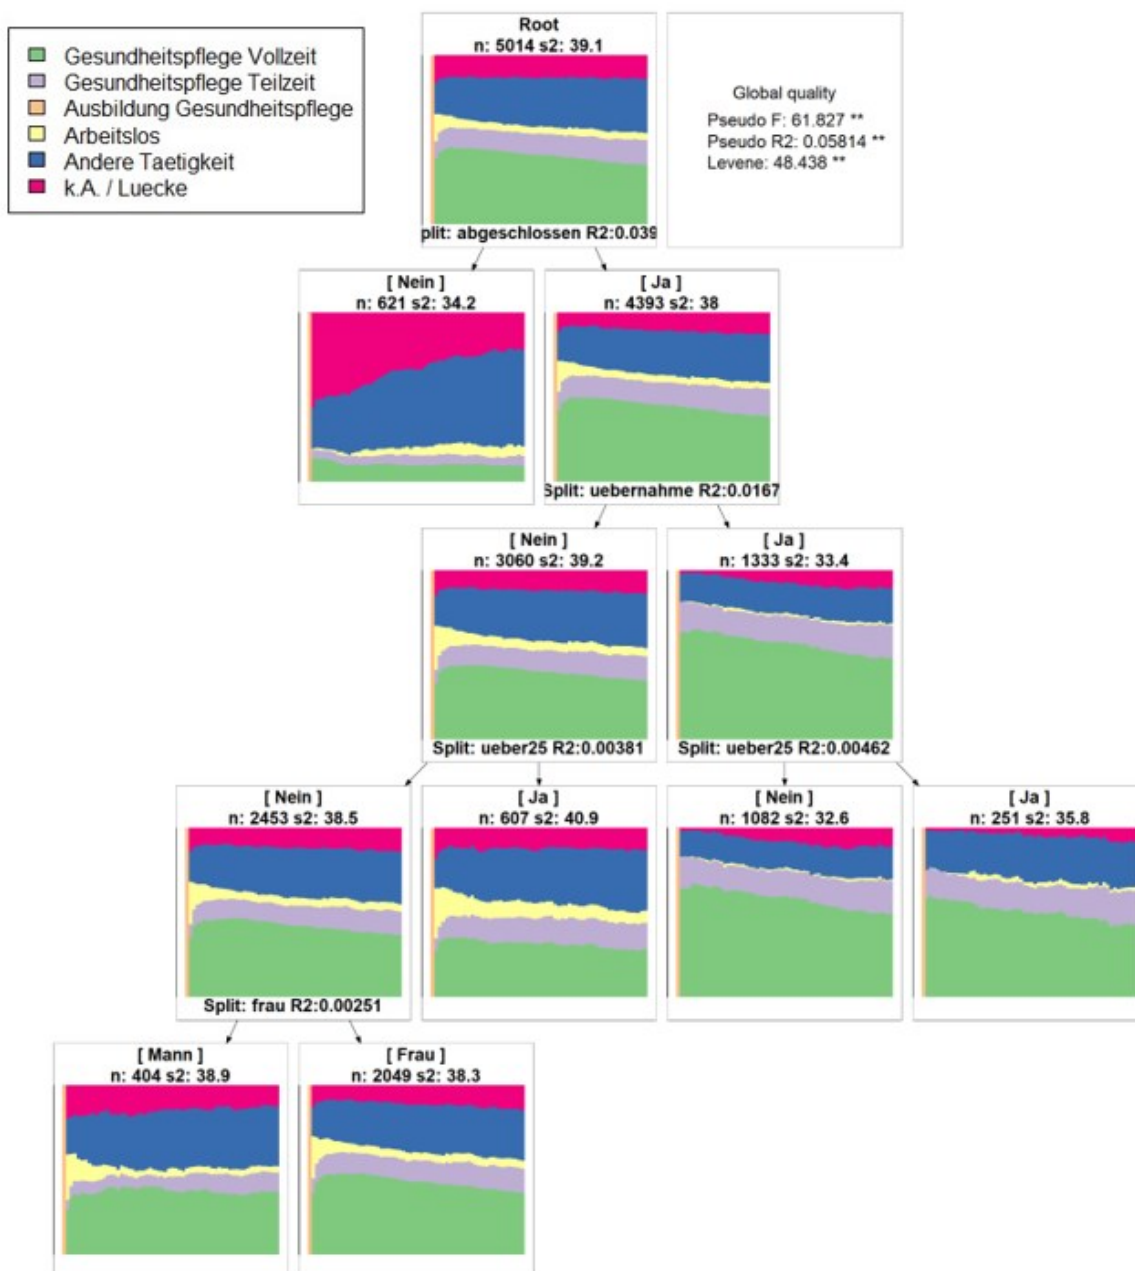 Gesundheitspflege Vollzeit
Gesundheitspflege Teilzeit
Ausbildung Gesundheitspflege
Arbeitslos
Andere Taetigkeit
k.A. / Luecke
Root
n: 5014 s2: 39.1
plit: abgeschlossen R2:0.039
Global quality
Pseudo F: 61.827 **
Pseudo R2: 0.05814 **
Levene: 48.438 **
[ Nein ]
n: 621 s2: 34.2
[ Ja ]
n: 4393 s2: 38
Split: uebernahme R2:0.0167
[ Nein ]
n: 3060 s2: 39.2
Split: ueber25 R2:0.00381
[ Ja ]
n: 1333 s2: 33.4
Split: ueber25 R2:0.00462
[ Nein ]
n: 2453 s2: 38.5
Split: frau R2:0.00251
[ Ja ]
n: 607 s2: 40.9
[ Nein ]
n: 1082 s2: 32.6
[ Ja ]
n: 251 s2: 35.8
[ Mann ]
n: 404 s2: 38.9
[ Frau ]
n: 2049 s2: 38.3